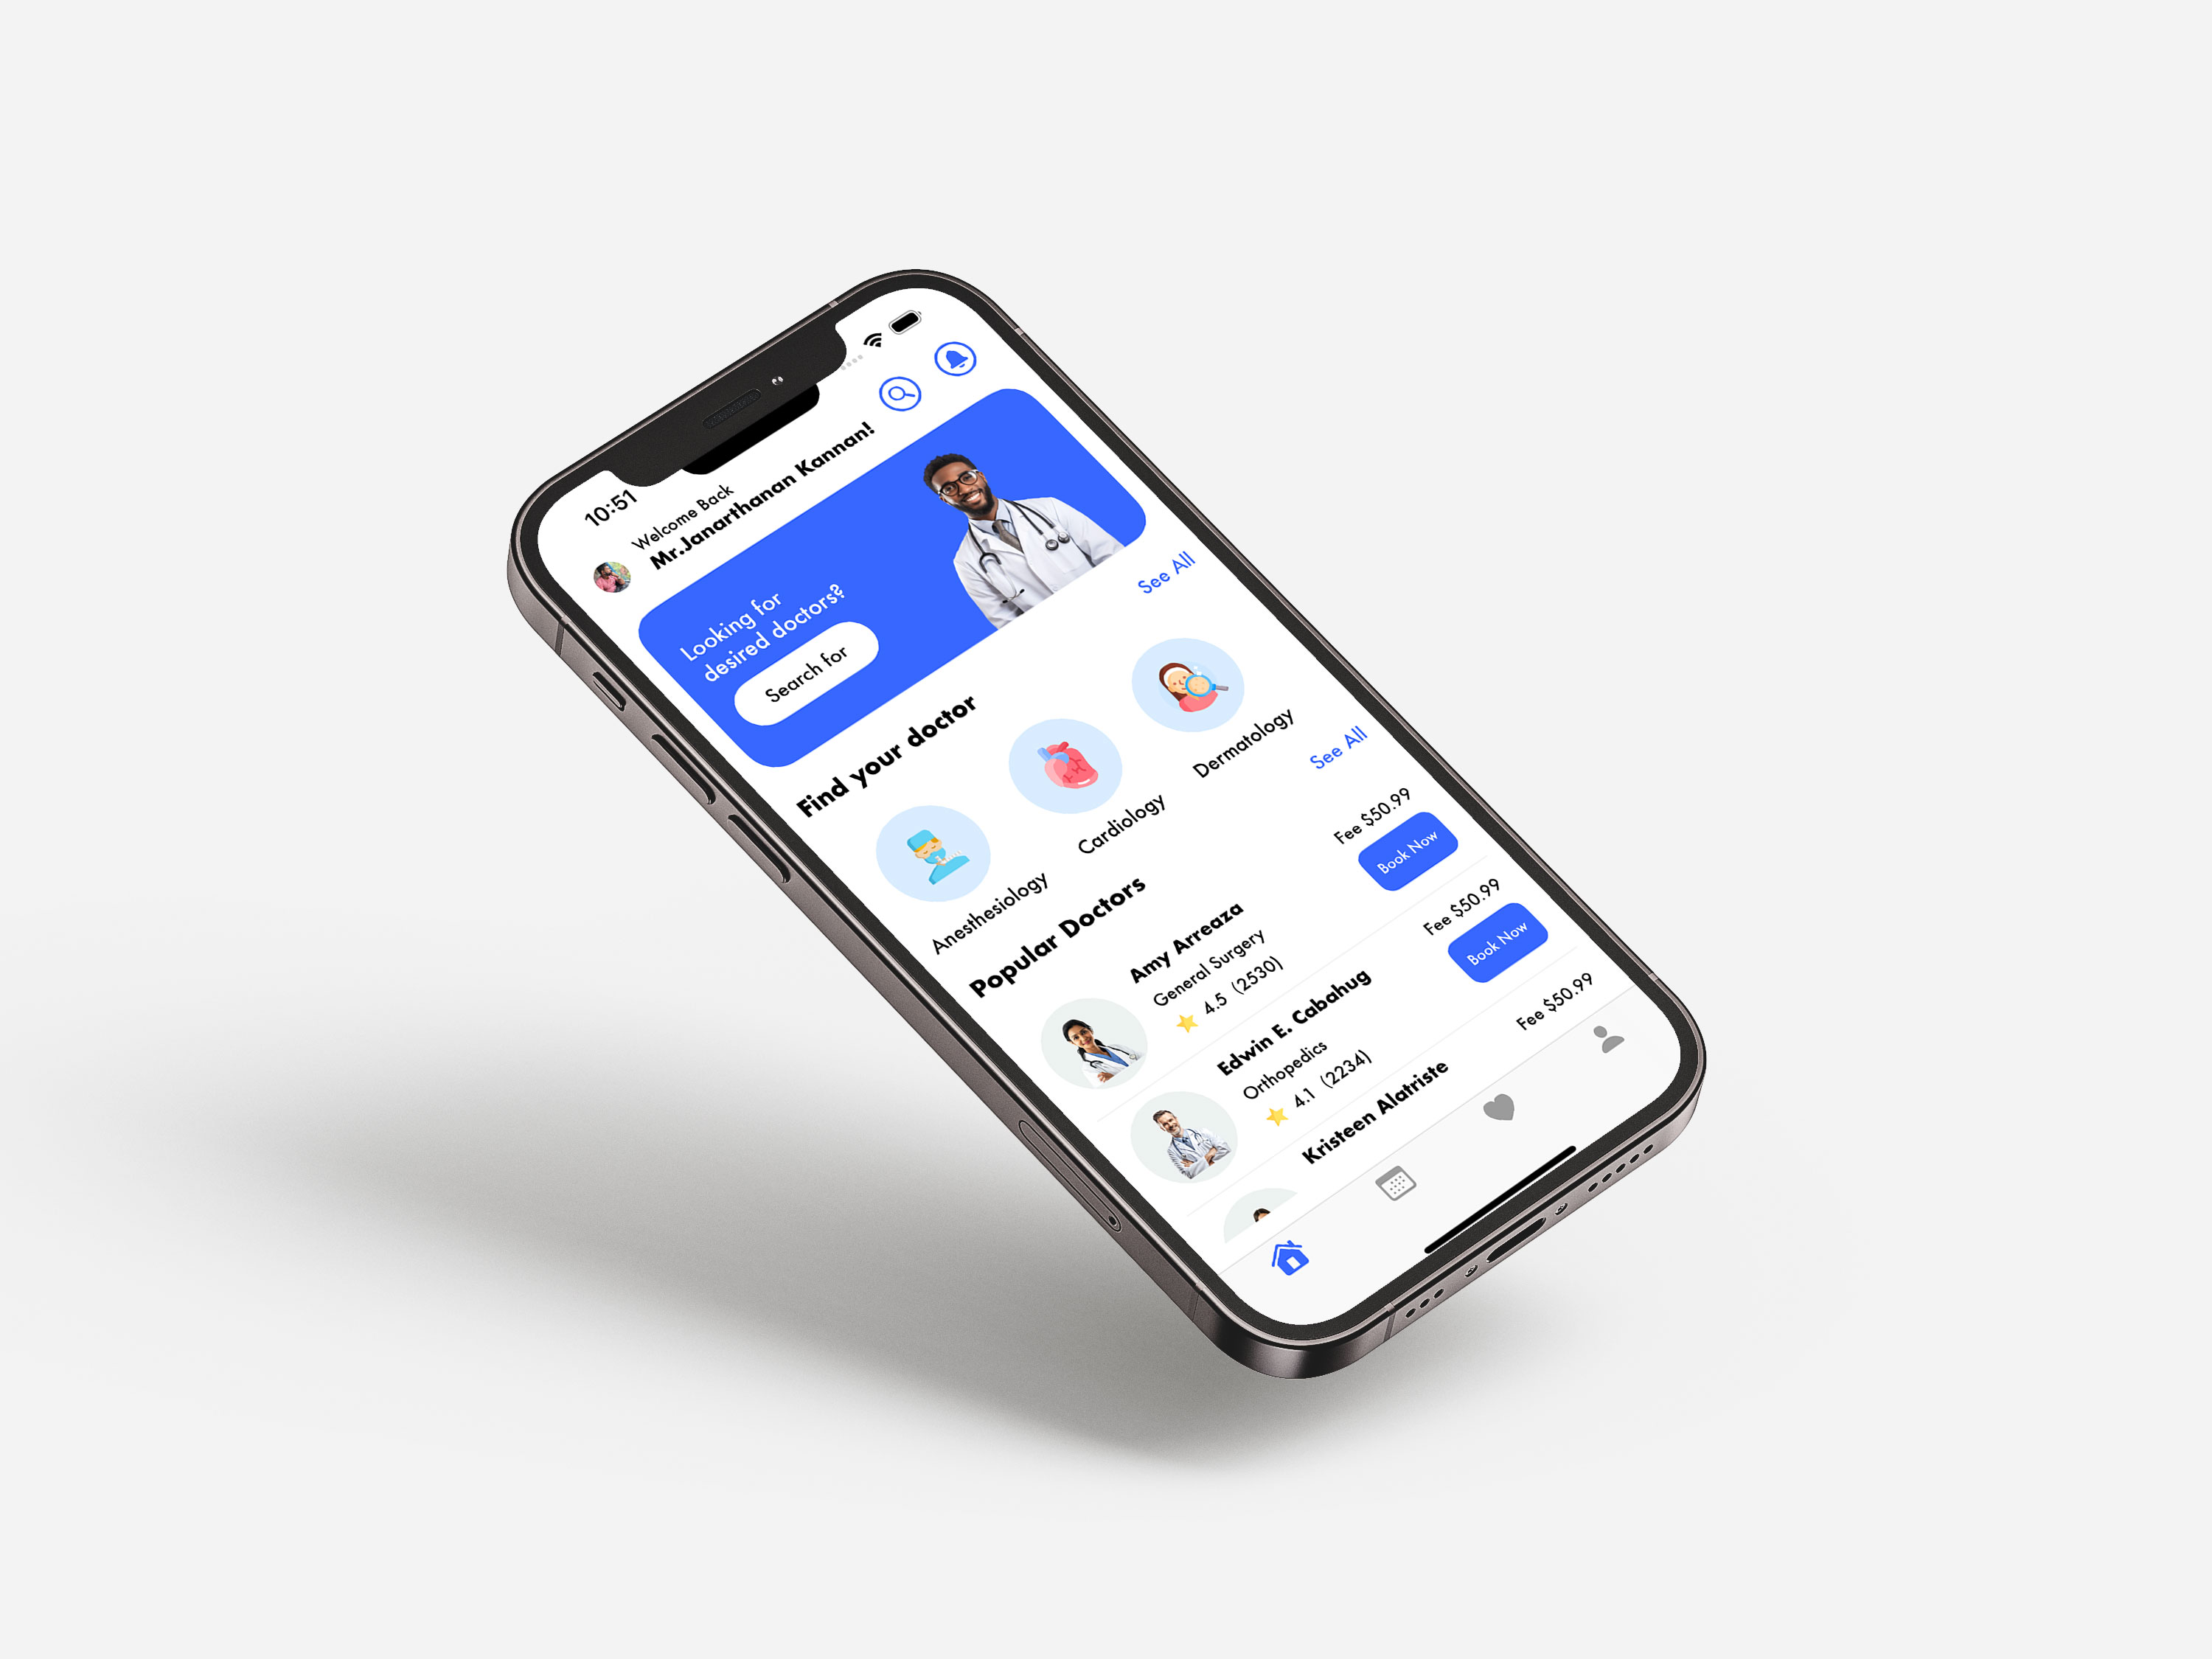 10:51
Welcome Back
Mr.Janarthanan Kannan!
Looking for
desired doctors?
Search for
Find your doctor
See All
Anesthesiology
Cardiology
Dermatology
Popular Doctors
See All
Amy Arreaza
General Surgery
4.5 (2530)
Fee $50.99
Book Now
Edwin E. Cabahug
Orthopedics
4.1 (2234)
Fee $50.99
Book Now
Kristeen Alatriste
Fee $50.99